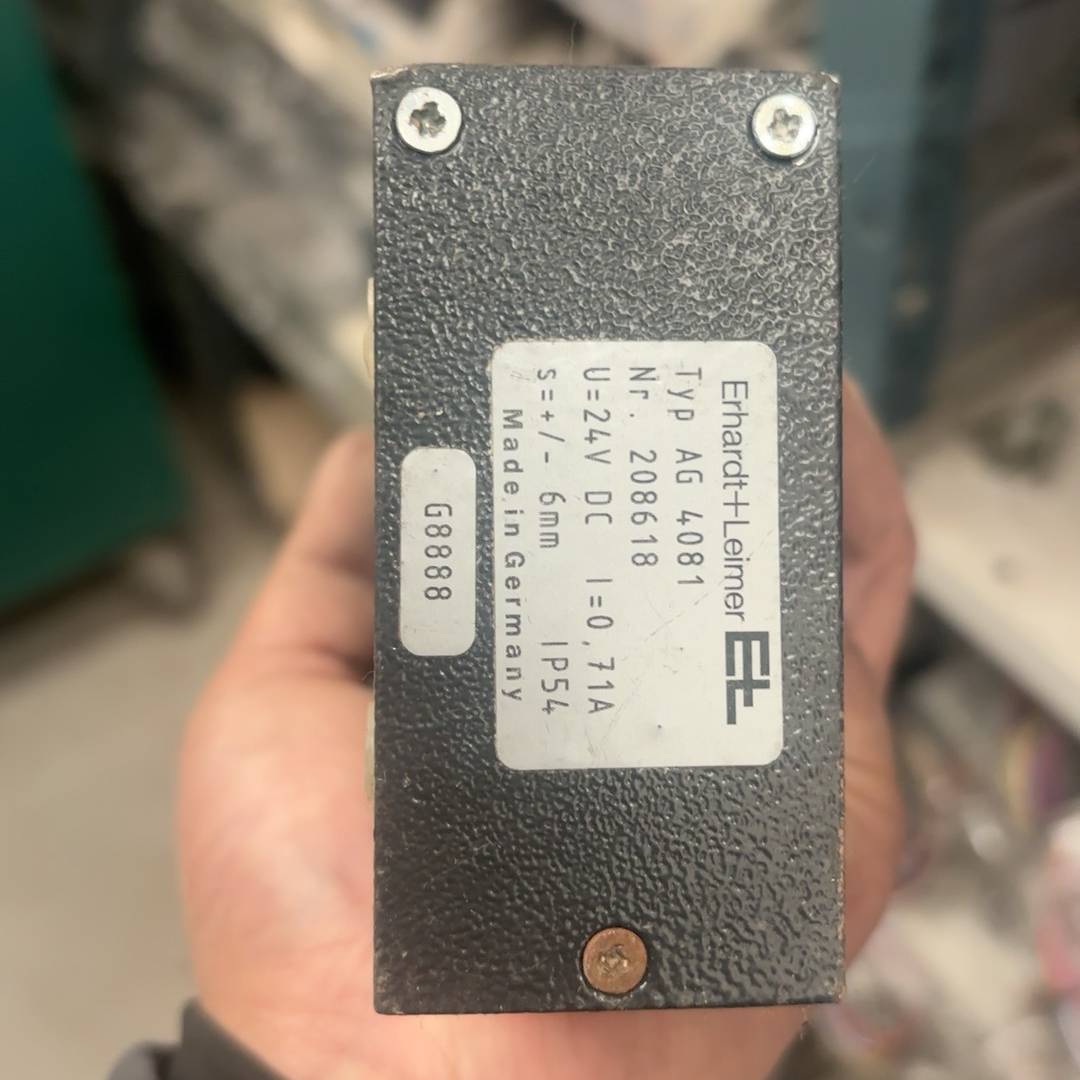 Erhardt+Leimer E+L
Typ AG 4081
Nr. 208618
U=24V DC I=0,71A
s=+/- 6mm IP54
Made in Germany
G8888